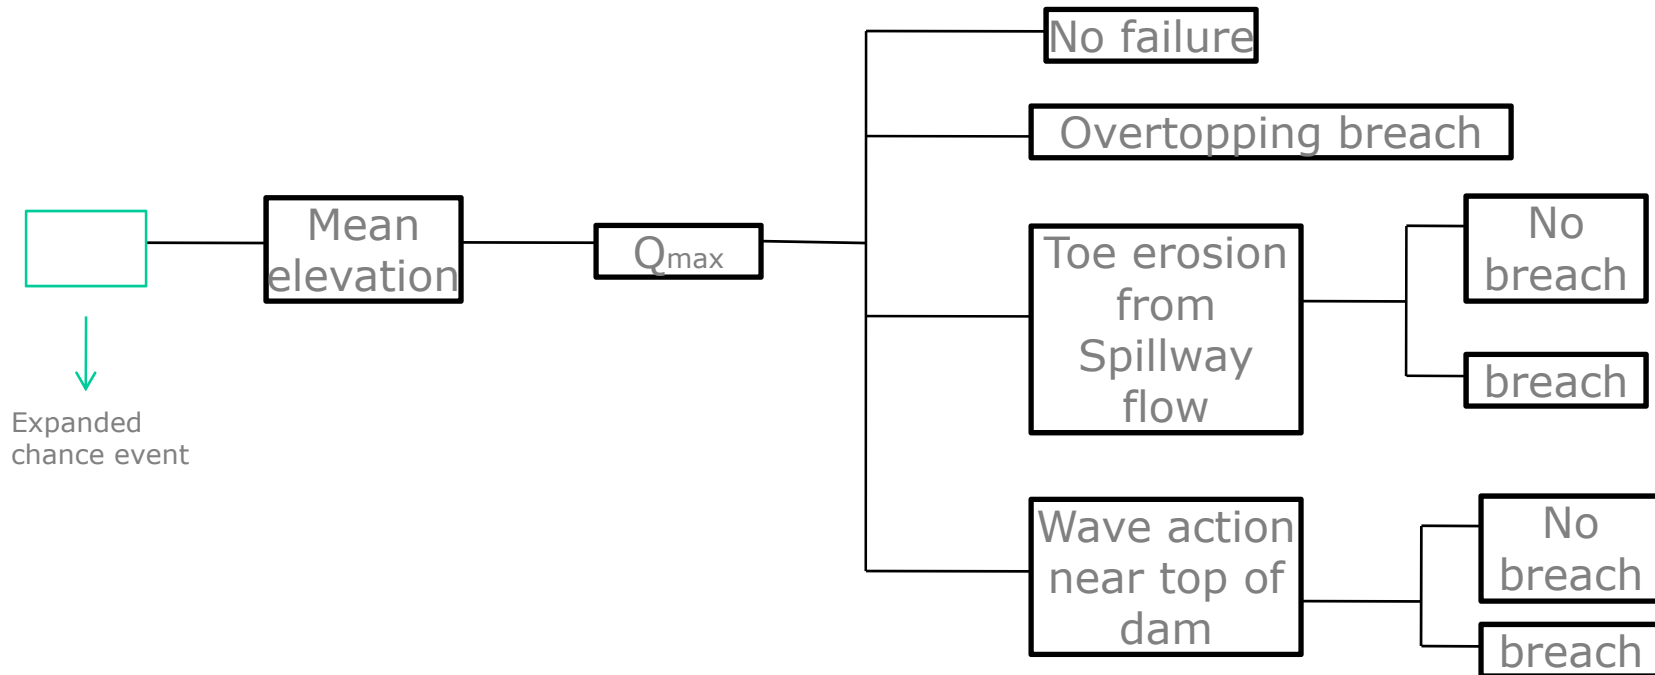 No failure
Overtopping breach
Mean
elevation
Qmax
Toe erosion
from
Spillway
flow
No
breach
breach
Expanded
chance event
Wave action
near top of
dam
No
breach
breach